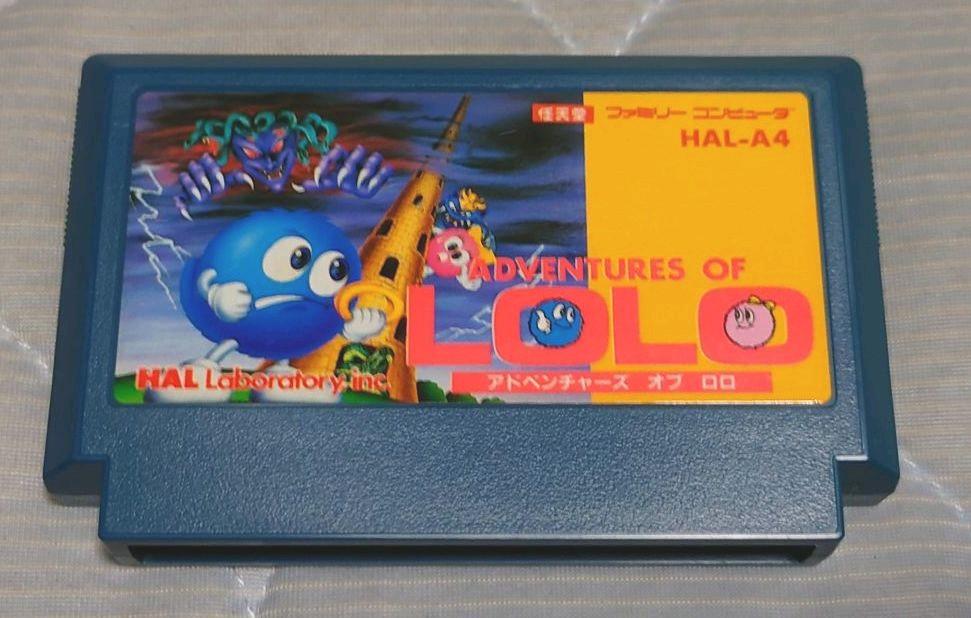 任天堂 ファミリー コンピュータ
HAL-A4
ADVENTURES OF
LOLO
アドベンチャーズ オブ ロロ
HAL Laboratory, inc.